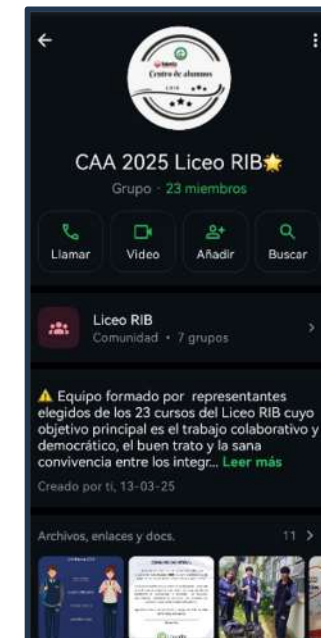 Centro de alumnos
CAA 2025 Liceo RIB
Grupo · 23 miembros
Llamar
Video
Añadir
Buscar
Liceo RIB
Comunidad • 7 grupos
⚠ Equipo formado por representantes
elegidos de los 23 cursos del Liceo RIB cuyo
objetivo principal es el trabajo colaborativo y
democrático, el buen trato y la sana
convivencia entre los integr... Leer más
Creado por ti, 13-03-25
Archivos, enlaces y docs.
11